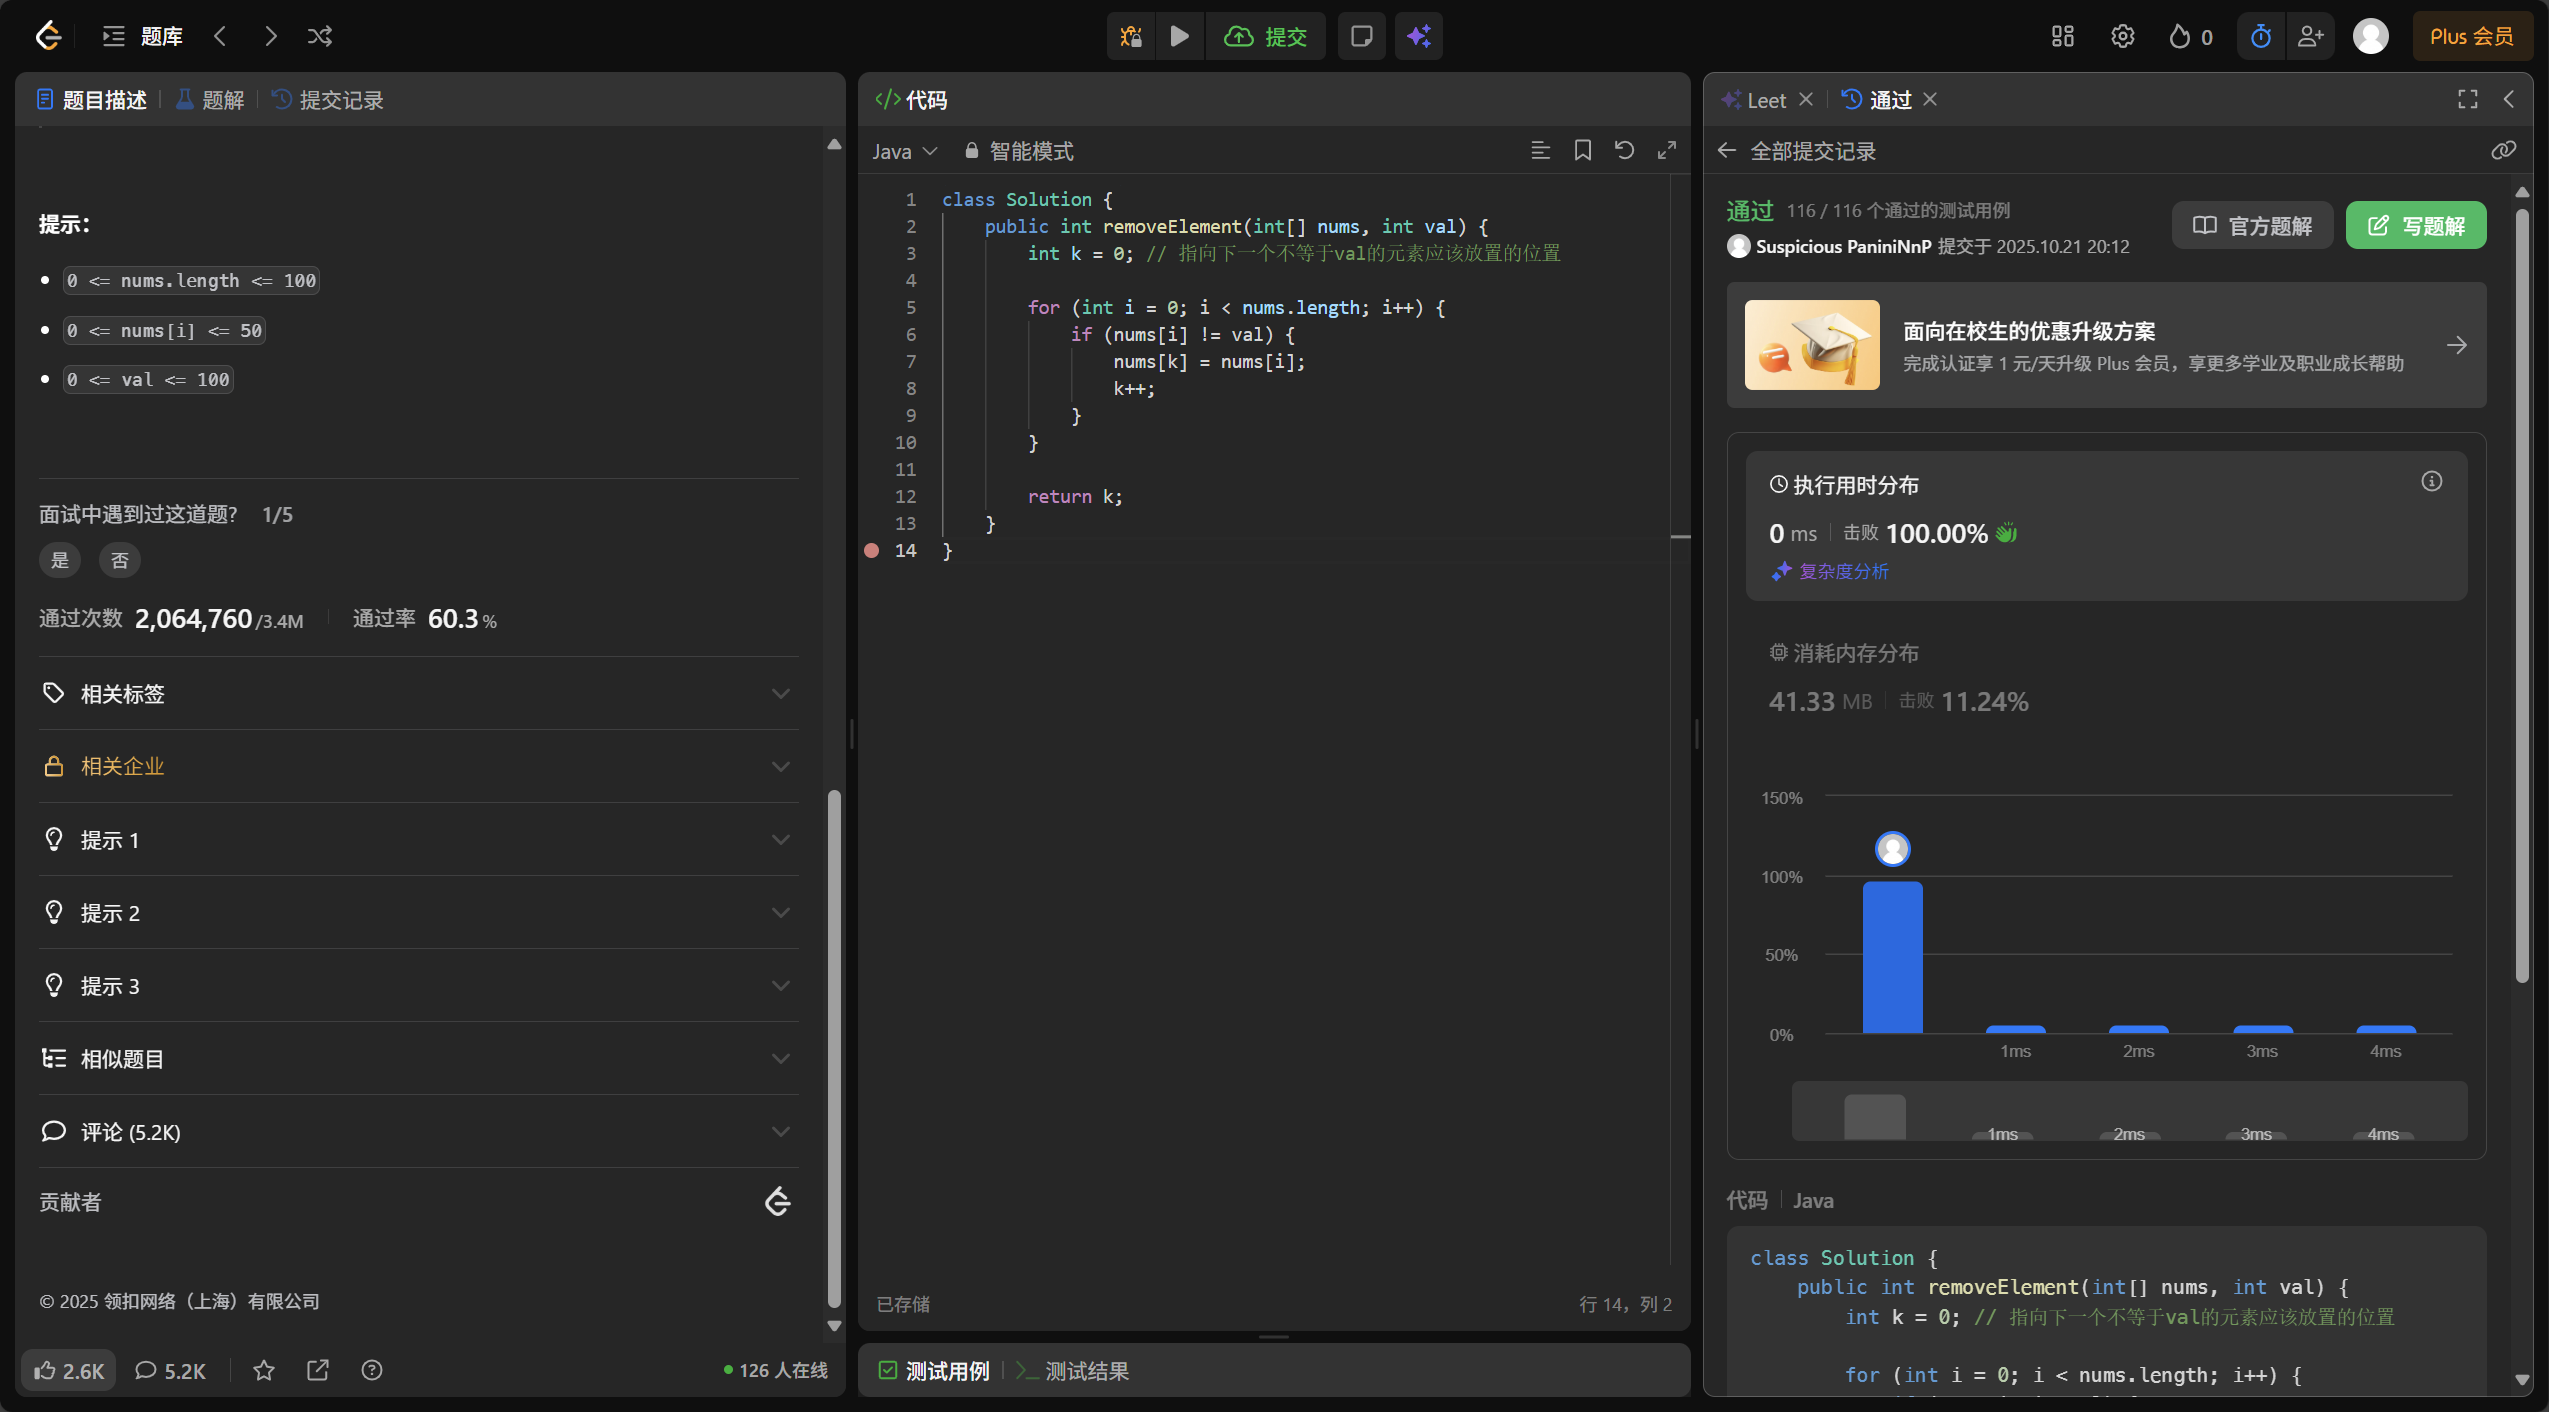 题库
提交
0
Plus 会员
题目描述
题解
提交记录
提示：
0 <= nums.length <= 100
0 <= nums[i] <= 50
0 <= val <= 100
面试中遇到过这道题?
1/5
是
否
通过次数 2,064,760/3.4M
通过率 60.3%
相关标签
相关企业
提示 1
提示 2
提示 3
相似题目
评论 (5.2K)
贡献者
© 2025 领扣网络（上海）有限公司
2.6K
5.2K
126 人在线
代码
Java
智能模式
1 class Solution {
2     public int removeElement(int[] nums, int val) {
3         int k = 0; // 指向下一个不等于val的元素应该放置的位置
4
5         for (int i = 0; i < nums.length; i++) {
6             if (nums[i] != val) {
7                 nums[k] = nums[i];
8                 k++;
9             }
10         }
11
12         return k;
13     }
14 }
已存储
行 14，列 2
测试用例
测试结果
Leet
通过
全部提交记录
通过 116 / 116 个通过的测试用例
Suspicious PaniniNnP 提交于 2025.10.21 20:12
官方题解
写题解
面向在校生的优惠升级方案
完成认证享 1 元/天升级 Plus 会员，享更多学业及职业成长帮助
执行用时分布
0 ms
击败 100.00%
复杂度分析
消耗内存分布
41.33 MB
击败 11.24%
150%
100%
50%
0%
1ms
2ms
3ms
4ms
1ms
2ms
3ms
4ms
代码
Java
class Solution {
    public int removeElement(int[] nums, int val) {
        int k = 0; // 指向下一个不等于val的元素应该放置的位置
        for (int i = 0; i < nums.length; i++) {